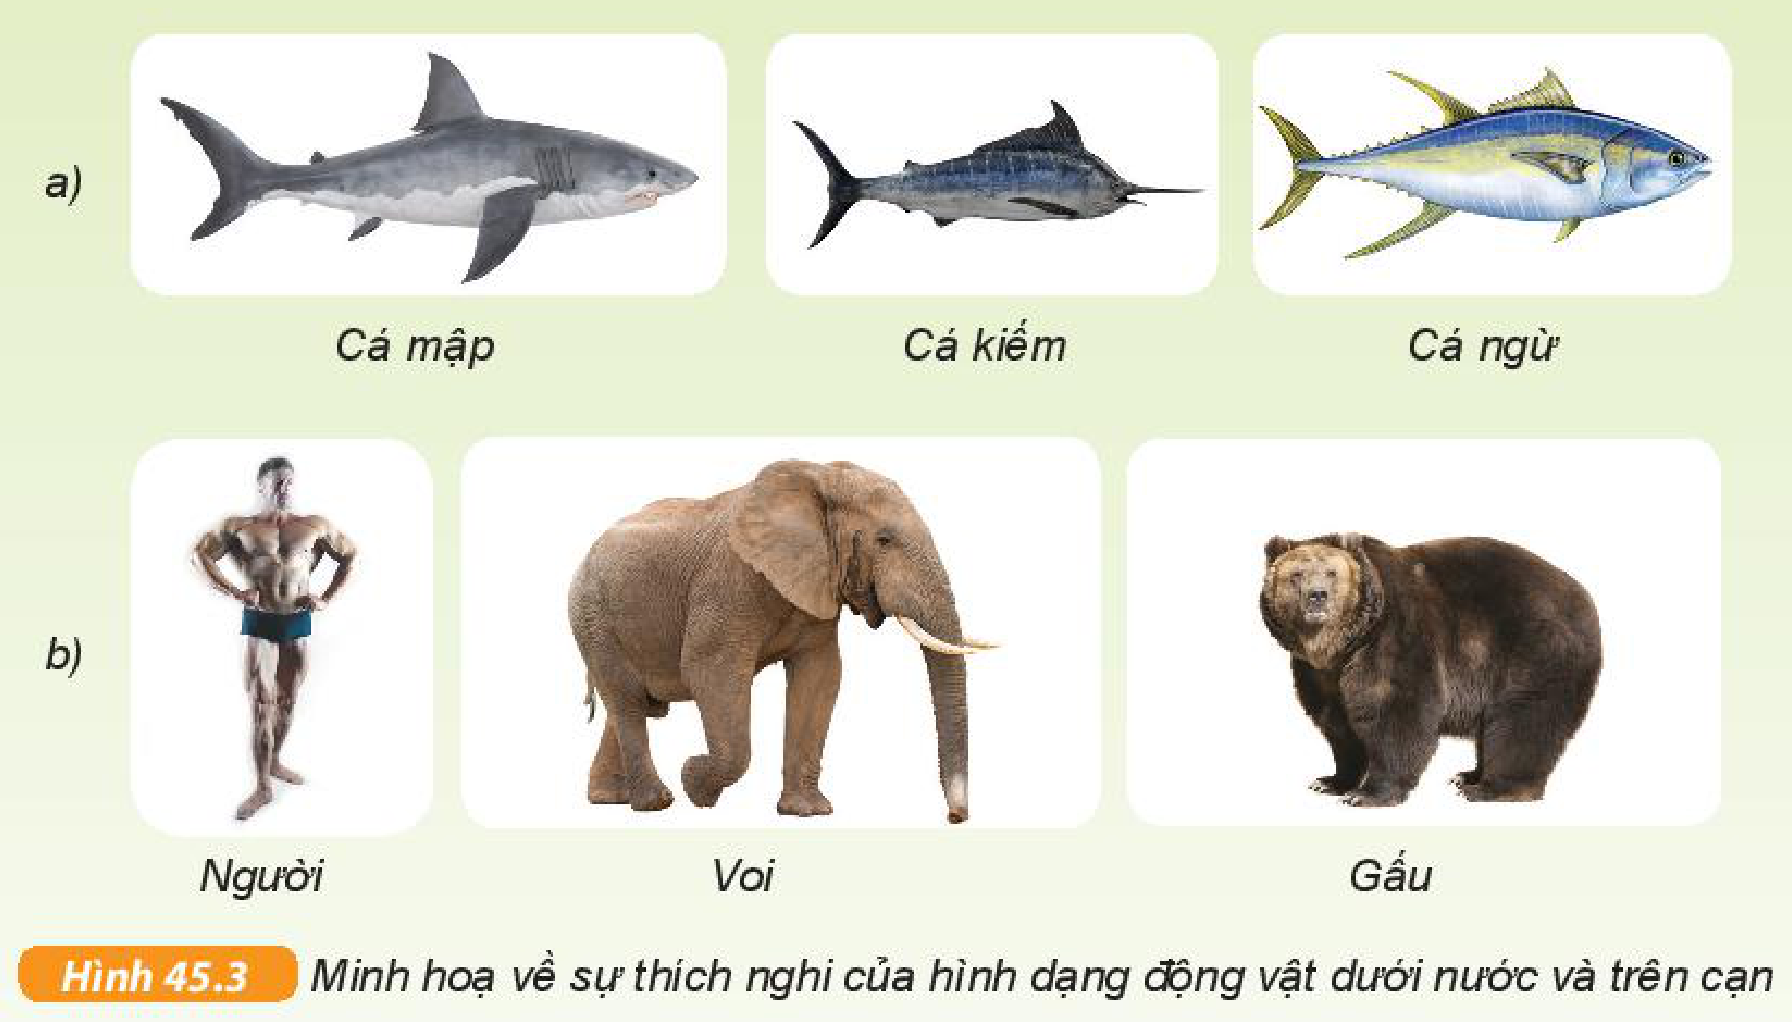 a)
Cá mập
Cá kiếm
Cá ngừ
b)
Người
Voi
Gấu
Hình 45.3 Minh hoạ về sự thích nghi của hình dạng động vật dưới nước và trên cạn